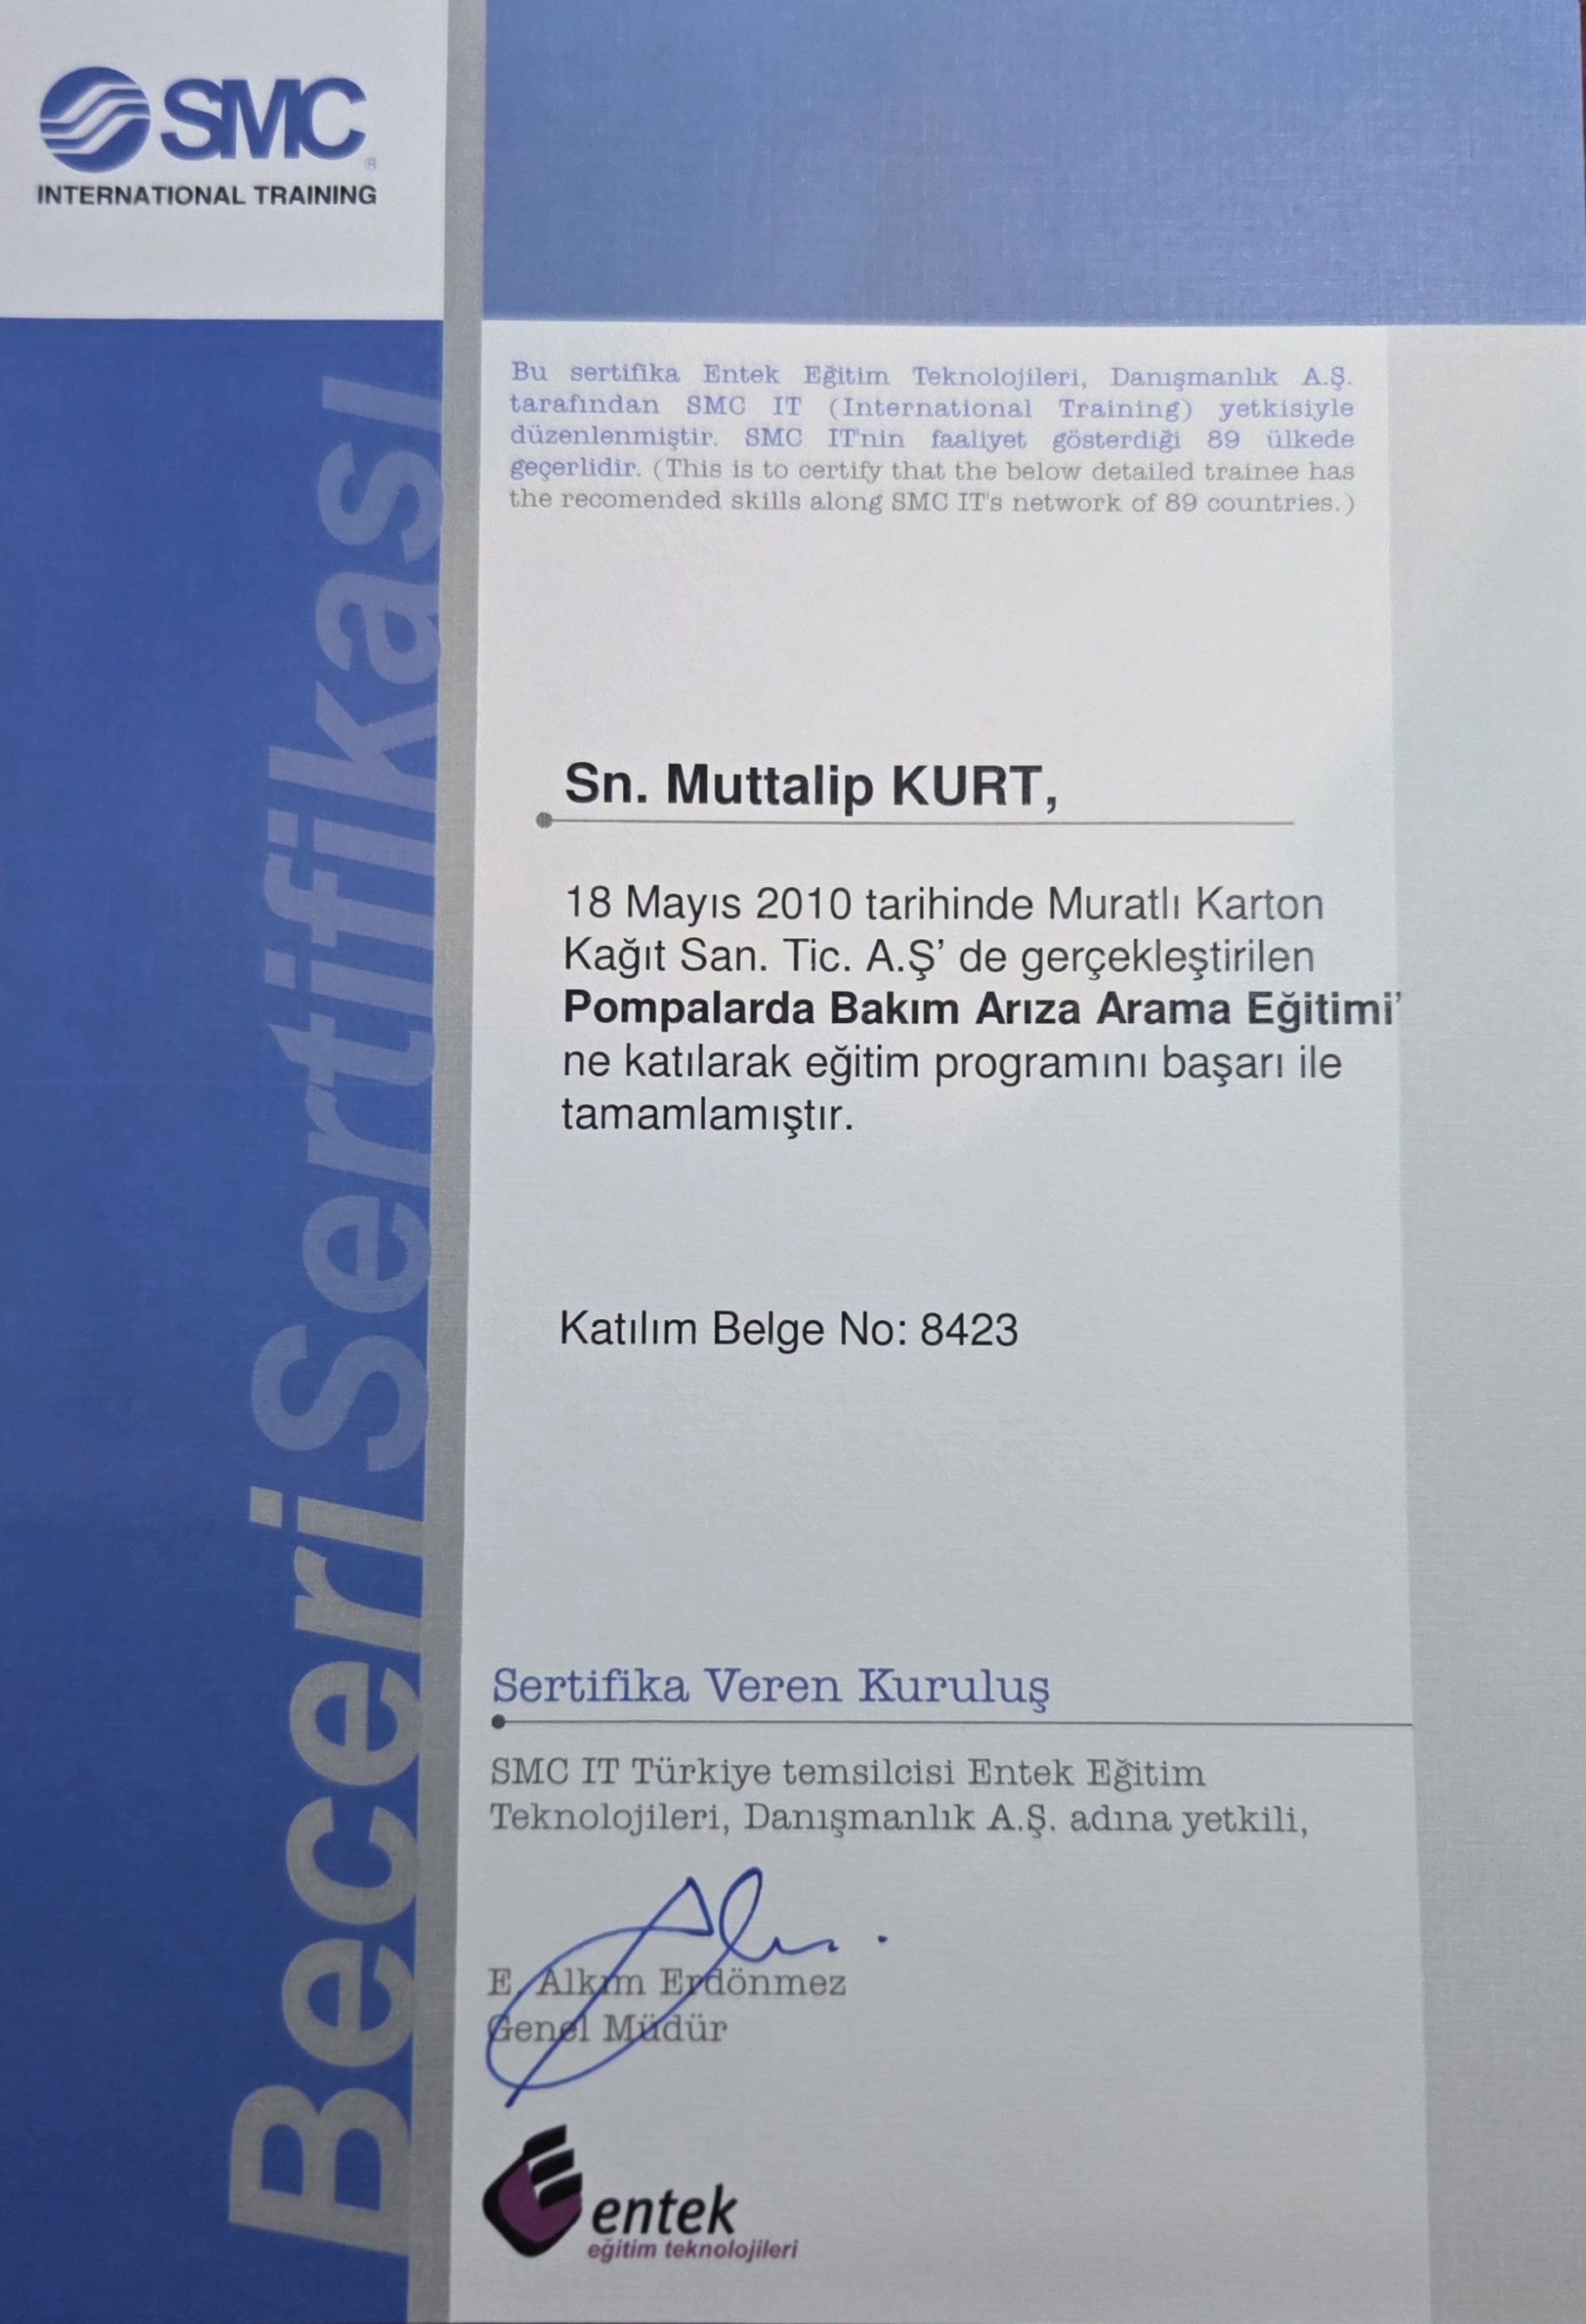 SMC®
INTERNATIONAL TRAINING
Beceri Sertifikası
Bu sertifika Entek Eğitim Teknolojileri, Danışmanlık A.Ş.
tarafından SMC IT (International Training) yetkisiyle
düzenlenmiştir. SMC IT'nin faaliyet gösterdiği 89 ülkede
geçerlidir. (This is to certify that the below detailed trainee has
the recomended skills along SMC IT's network of 89 countries.)
Sn. Muttalip KURT,
18 Mayıs 2010 tarihinde Muratlı Karton
Kağıt San. Tic. A.Ş’ de gerçekleştirilen
Pompalarda Bakım Arıza Arama Eğitimi’
ne katılarak eğitim programını başarı ile
tamamlamıştır.
Katılım Belge No: 8423
Sertifika Veren Kuruluş
SMC IT Türkiye temsilcisi Entek Eğitim
Teknolojileri, Danışmanlık A.Ş. adına yetkili,
E. Alkım Erdönmez
Genel Müdür
entek
eğitim teknolojileri